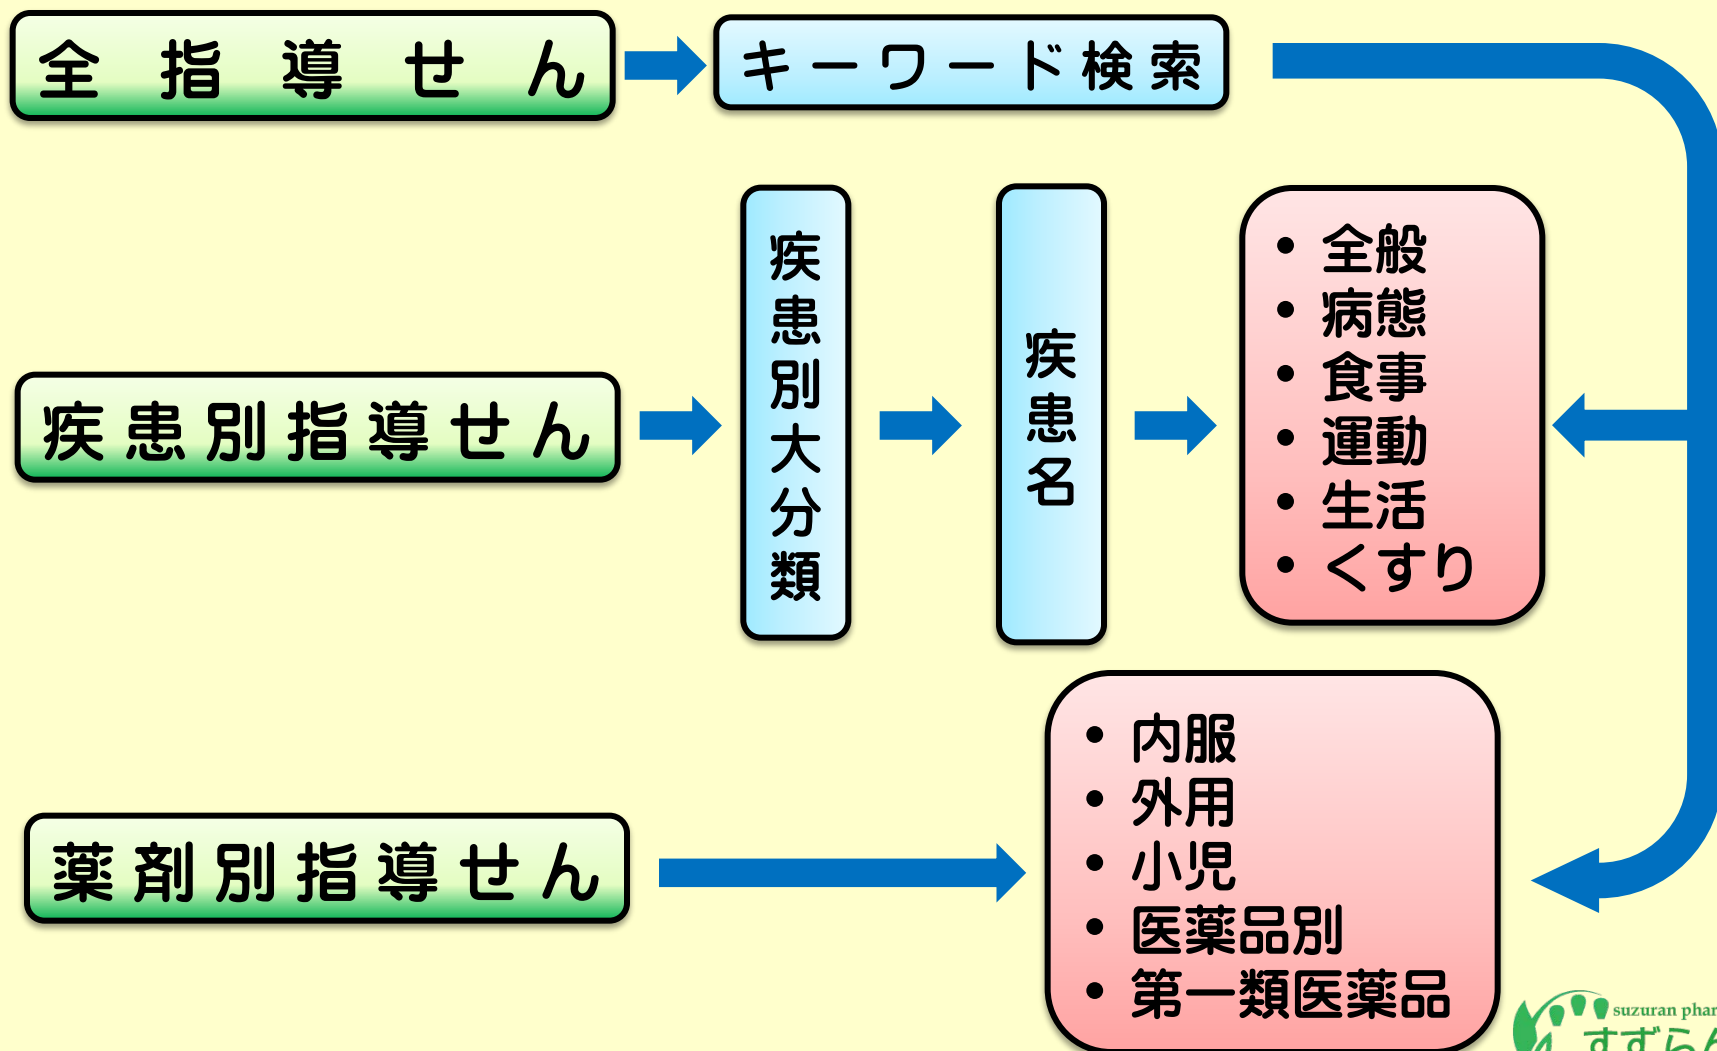 全指導せん
キーワード検索
疾患別指導せん
疾患別大分類
疾患名
• 全般
• 病態
• 食事
• 運動
• 生活
• くすり
薬剤別指導せん
• 内服
• 外用
• 小児
• 医薬品別
• 第一類医薬品
suzuran
すずらん